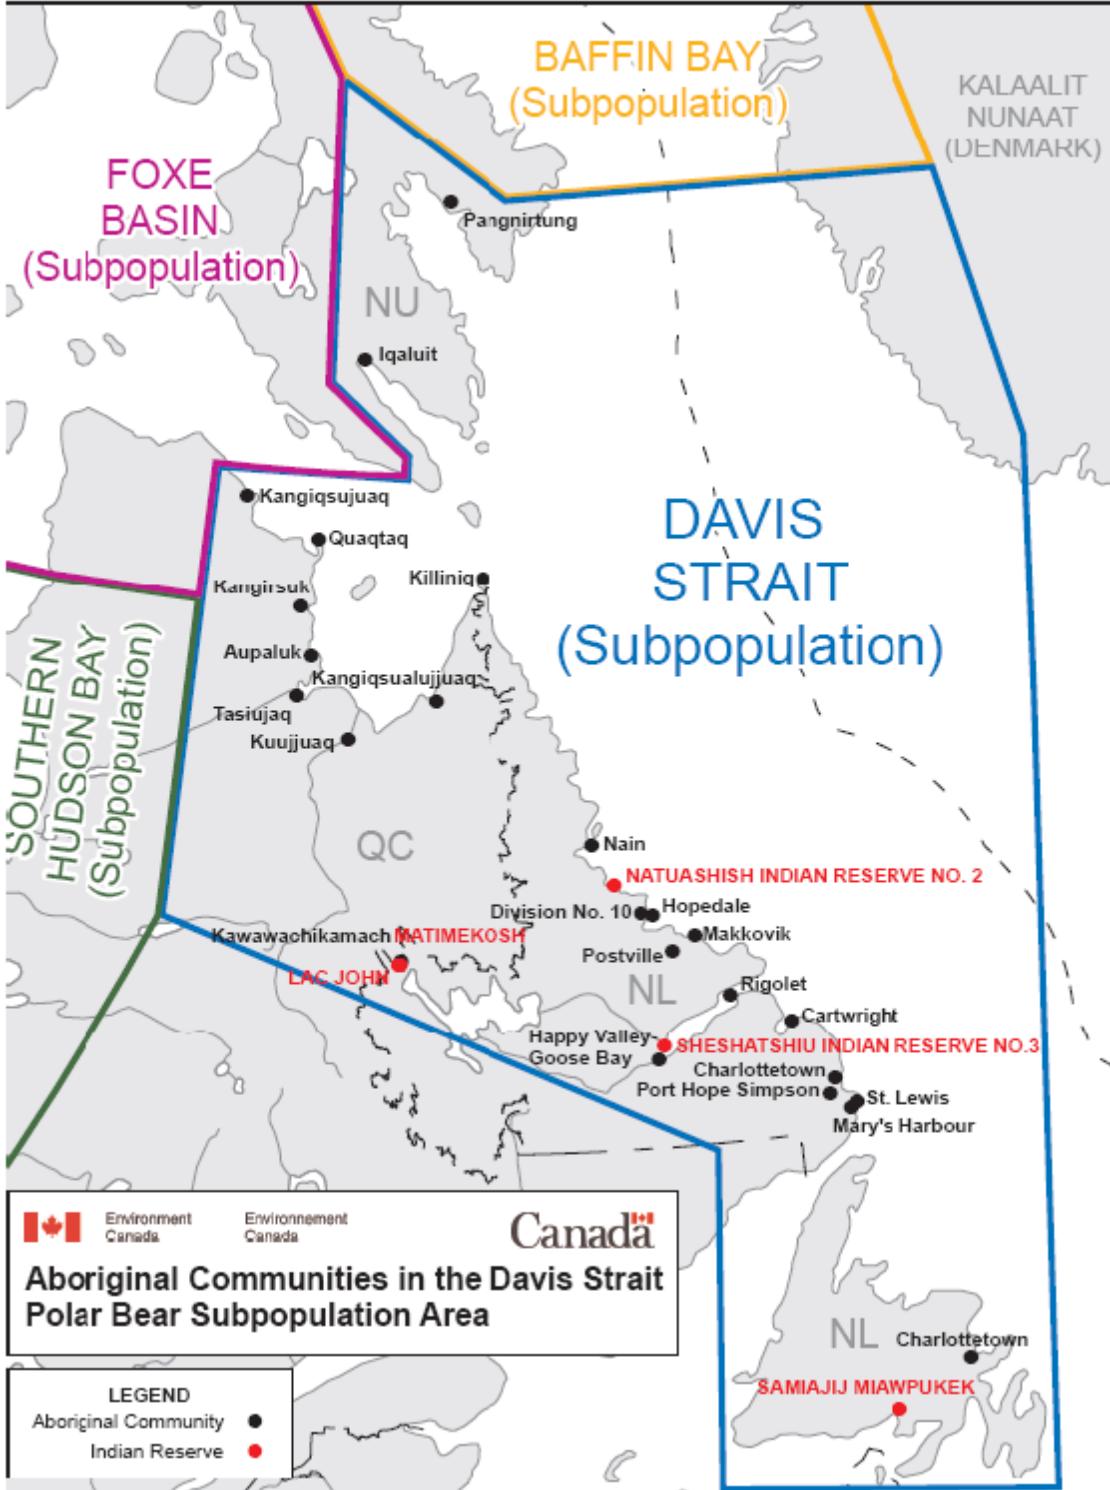 BAFFIN BAY
(Subpopulation)
KALAALIT
NUNAAT
(DENMARK)
FOXE
BASIN
(Subpopulation)
Pangnirtung
NU
Iqaluit
Kangiqsujuaq
Quaqtaq
Killiniq
Kangirsuk
Aupaluk
Kangiqsualujjuaq
Tasiujaq
Kuujjuaq
DAVIS
STRAIT
(Subpopulation)
SOUTHERN
HUDSON BAY
(Subpopulation)
QC
Nain
NATUASHISH INDIAN RESERVE NO. 2
Division No. 10
Hopedale
Kawawachikamach
MATIMEKOSH
Makkovik
Postville
LAC JOHN
NL
Rigolet
Cartwright
Happy Valley-
Goose Bay
SHESHATSHIU INDIAN RESERVE NO.3
Charlottetown
Port Hope Simpson
St. Lewis
Mary's Harbour
Environment
Canada
Environnement
Canada
Canada
Aboriginal Communities in the Davis Strait
Polar Bear Subpopulation Area
NL
Charlottetown
SAMIAJIJ MIAWPUKEK
LEGEND
Aboriginal Community
Indian Reserve